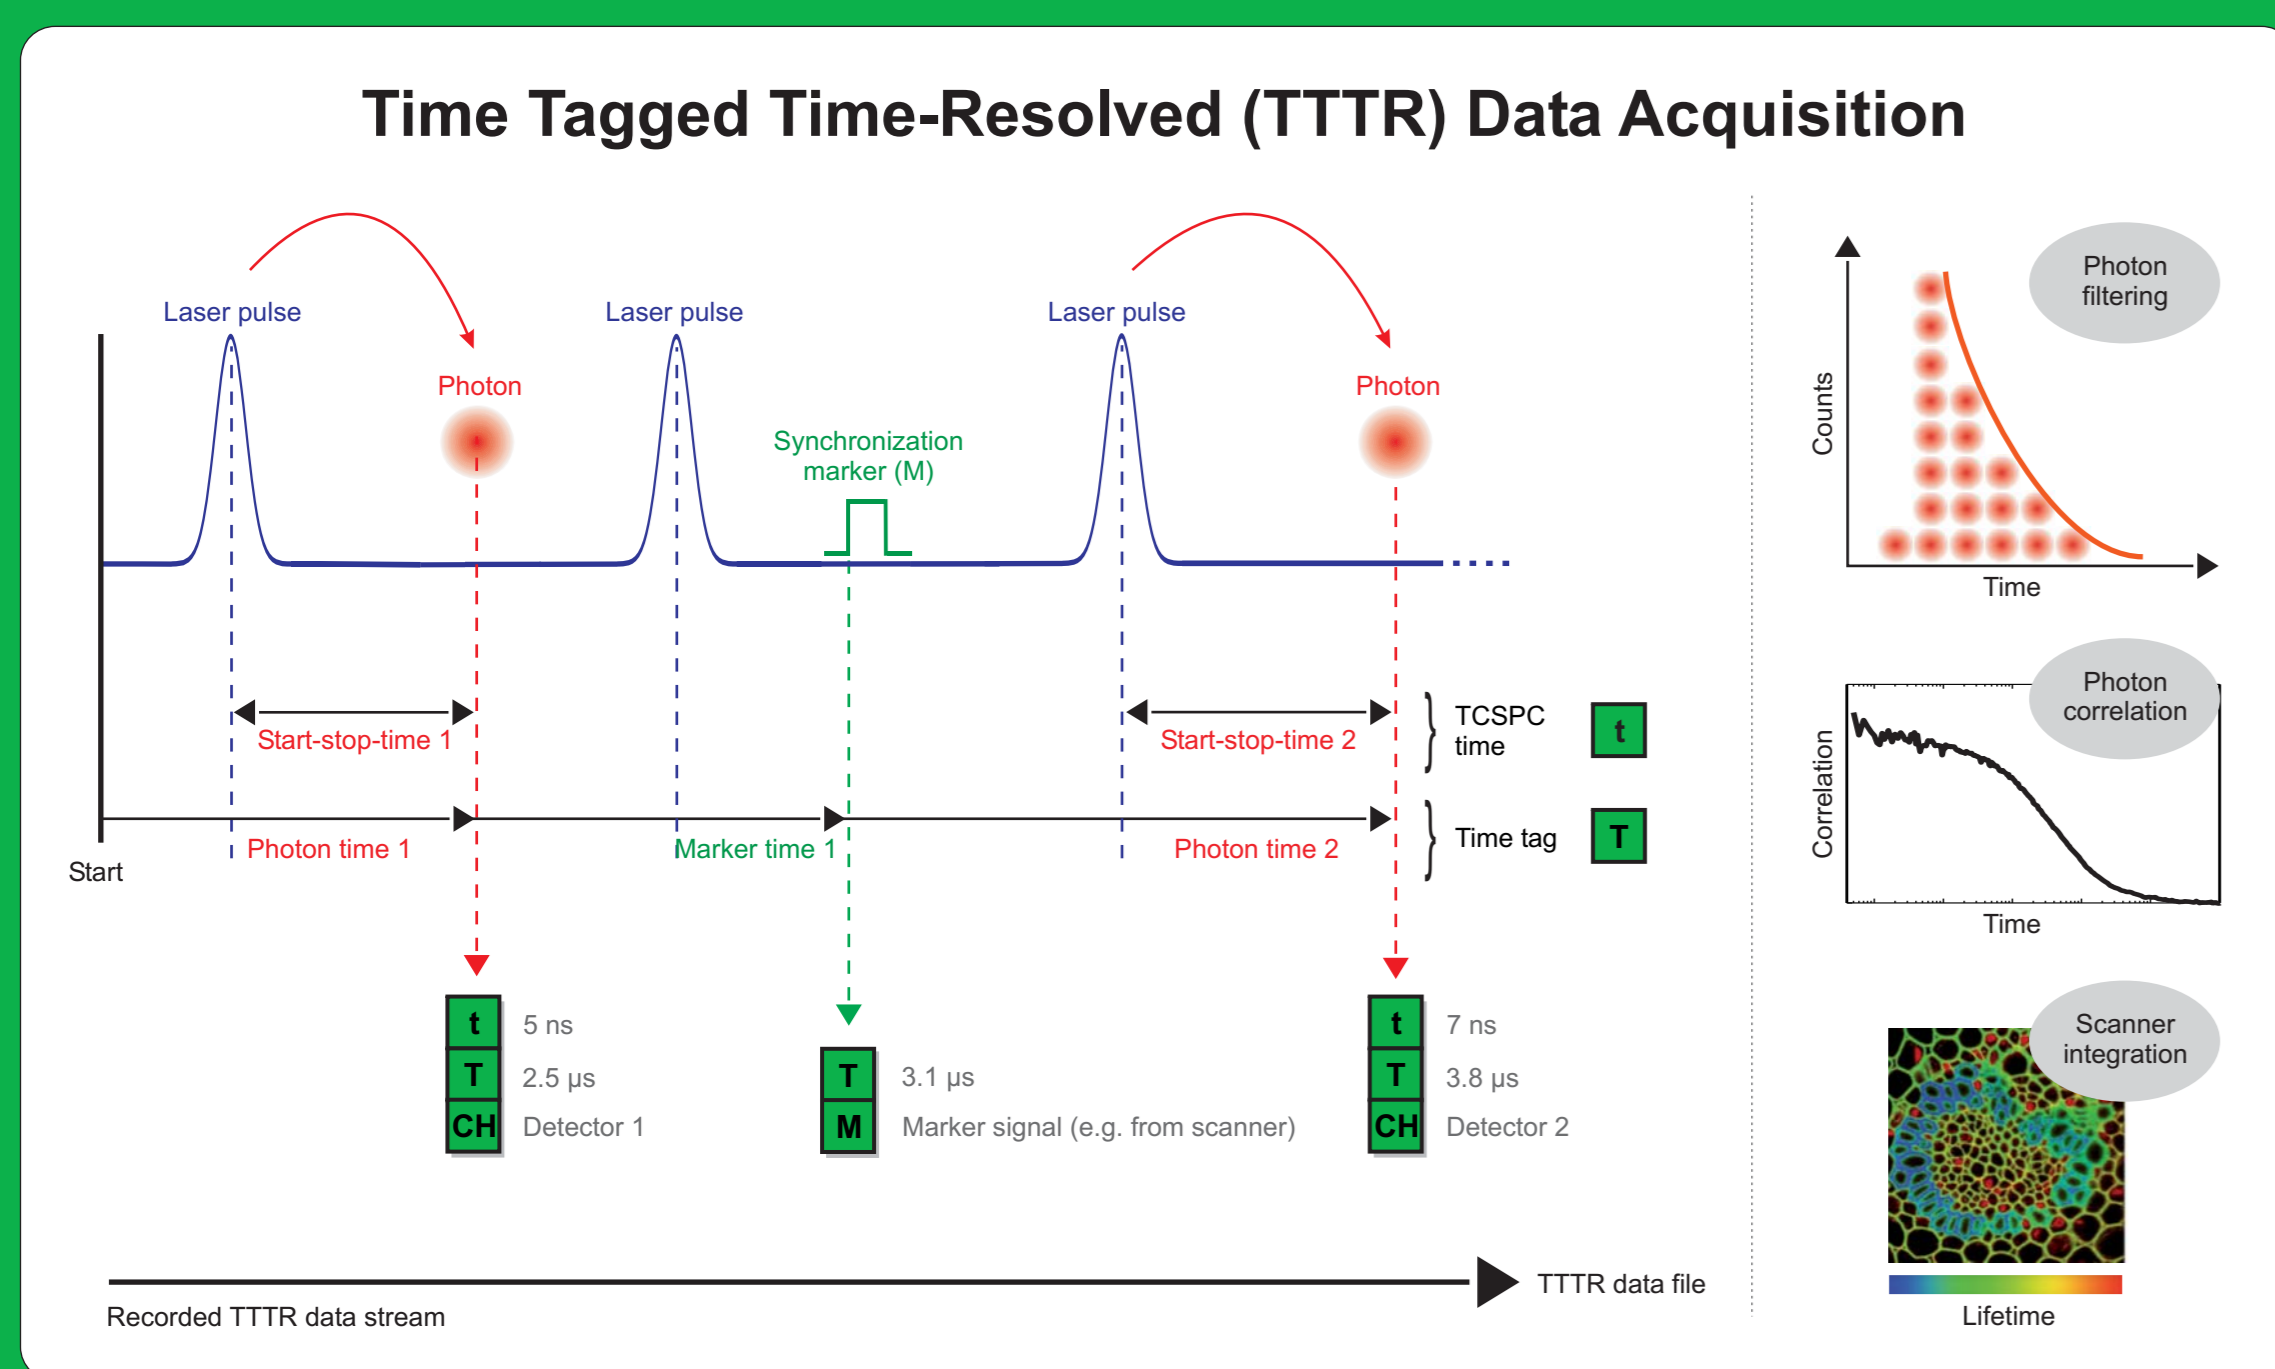 Time Tagged Time-Resolved (TTTR) Data Acquisition
Laser pulse
Laser pulse
Laser pulse
Photon
Photon
Synchronization
marker (M)
Start-stop-time 1
Start-stop-time 2
TCSPC
time
t
Photon time 1
Marker time 1
Photon time 2
Time tag
T
Start
t
5 ns
T
2.5 µs
CH
Detector 1
T
3.1 µs
M
Marker signal (e.g. from scanner)
t
7 ns
T
3.8 µs
CH
Detector 2
TTTR data file
Recorded TTTR data stream
Photon
filtering
Counts
Time
Photon
correlation
Correlation
Time
Scanner
integration
Lifetime